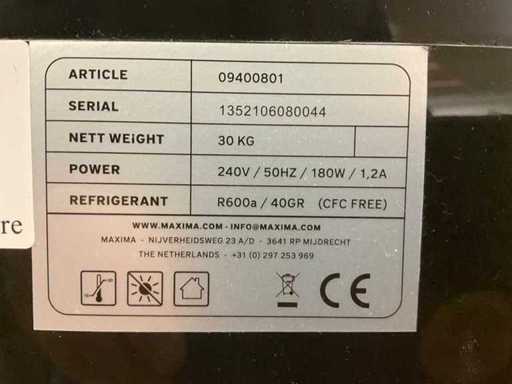 ARTICLE 09400801
SERIAL 1352106080044
NETT WEIGHT 30 KG
POWER 240V / 50HZ / 180W / 1,2A
REFRIGERANT R600a / 40GR (CFC FREE)
re
WWW.MAXIMA.COM - INFO@MAXIMA.COM
MAXIMA - NIJVERHEIDSWEG 23 A/D - 3641 RP MIJDRECHT
THE NETHERLANDS - +31 (0) 297 253 969
CE